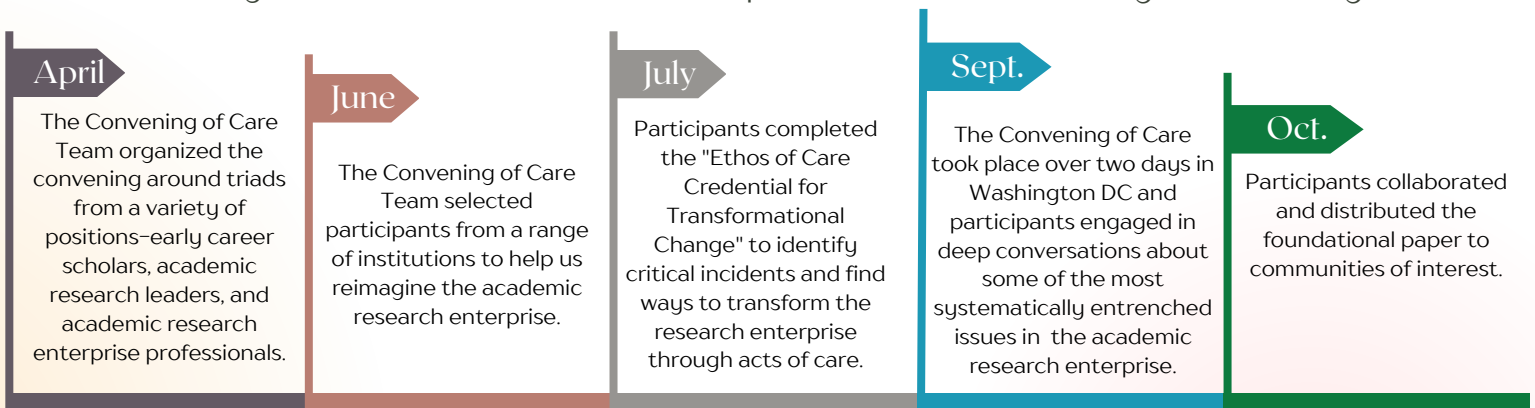 April
The Convening of Care
Team organized the
convening around triads
from a variety of
positions–early career
scholars, academic
research leaders, and
academic research
enterprise professionals.
June
The Convening of Care
Team selected
participants from a range
of institutions to help us
reimagine the academic
research enterprise.
July
Participants completed
the "Ethos of Care
Credential for
Transformational
Change" to identify
critical incidents and find
ways to transform the
research enterprise
through acts of care.
Sept.
The Convening of Care
took place over two days in
Washington DC and
participants engaged in
deep conversations about
some of the most
systematically entrenched
issues in the academic
research enterprise.
Oct.
Participants collaborated
and distributed the
foundational paper to
communities of interest.